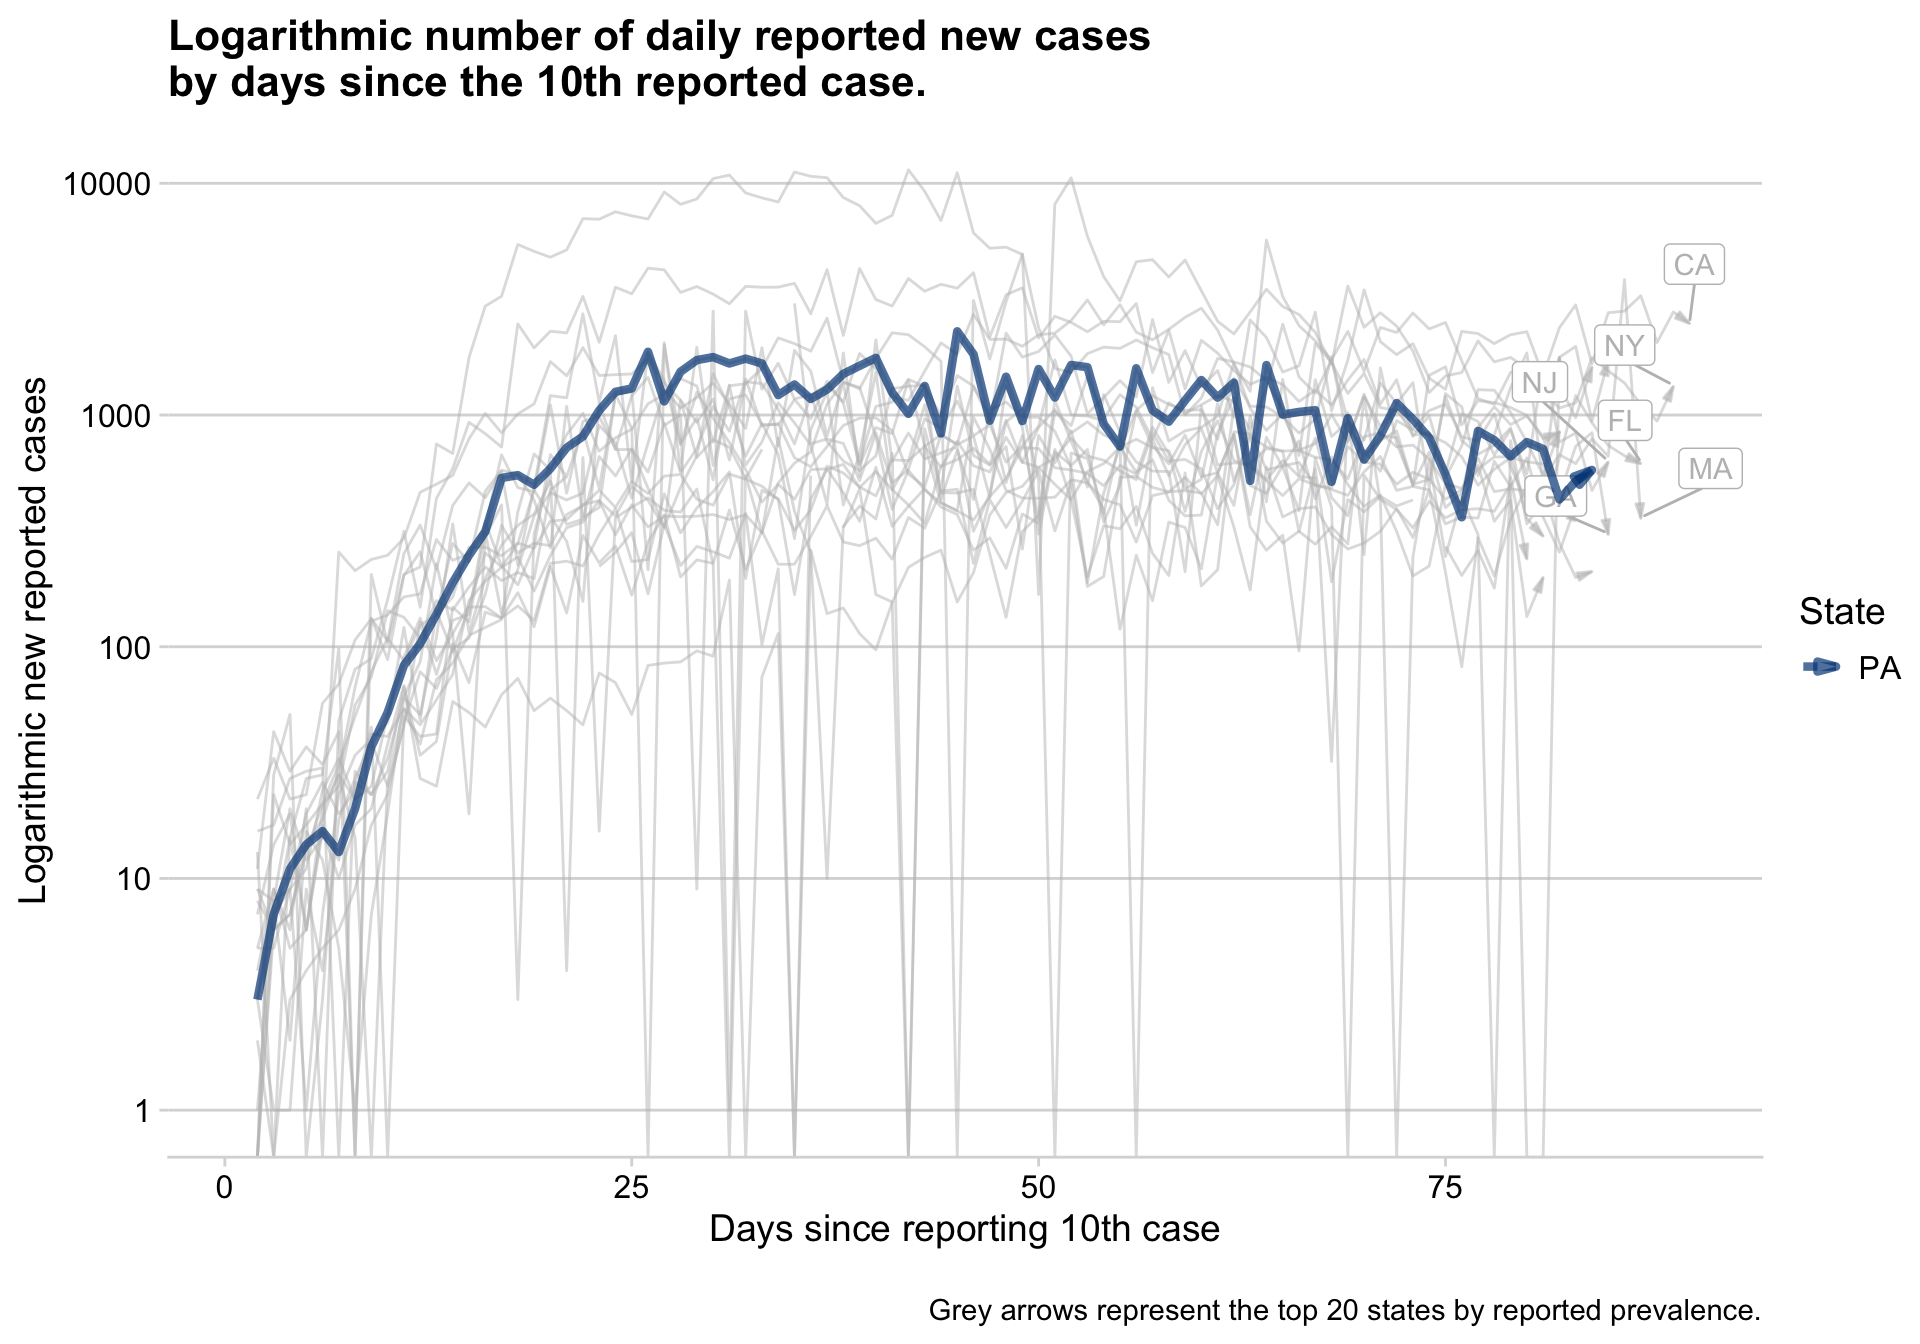 Logarithmic number of daily reported new cases
by days since the 10th reported case.
Logarithmic new reported cases
10000
1000
100
10
1
CA
NY
NJ
FL
MA
GA
State
PA
0
25
50
75
Days since reporting 10th case
Grey arrows represent the top 20 states by reported prevalence.